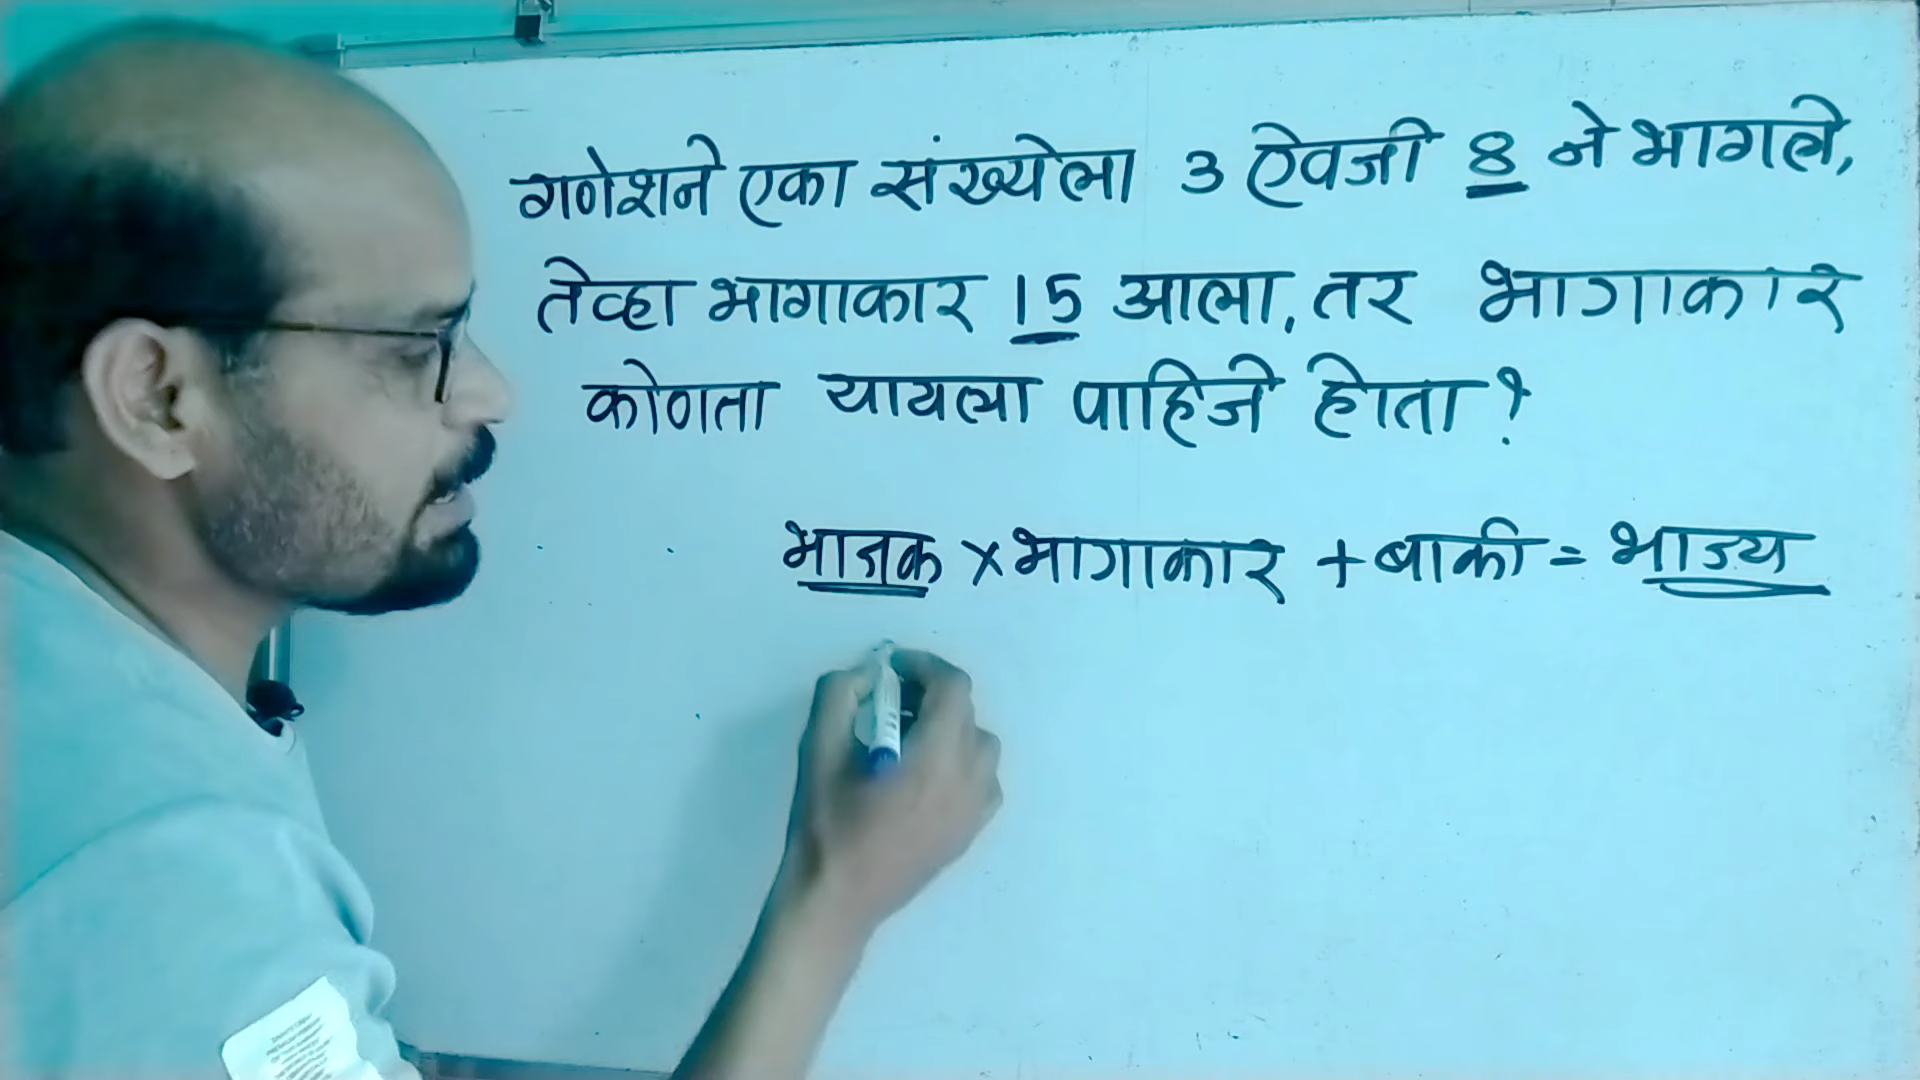 गणेशने एका संख्येला 3 ऐवजी 8 ने भागले,
तेव्हा भागाकार 15 आला, तर भागाकार
कोणता यायला पाहिजे होता?
भाजक × भागाकार + बाकी = भाज्य